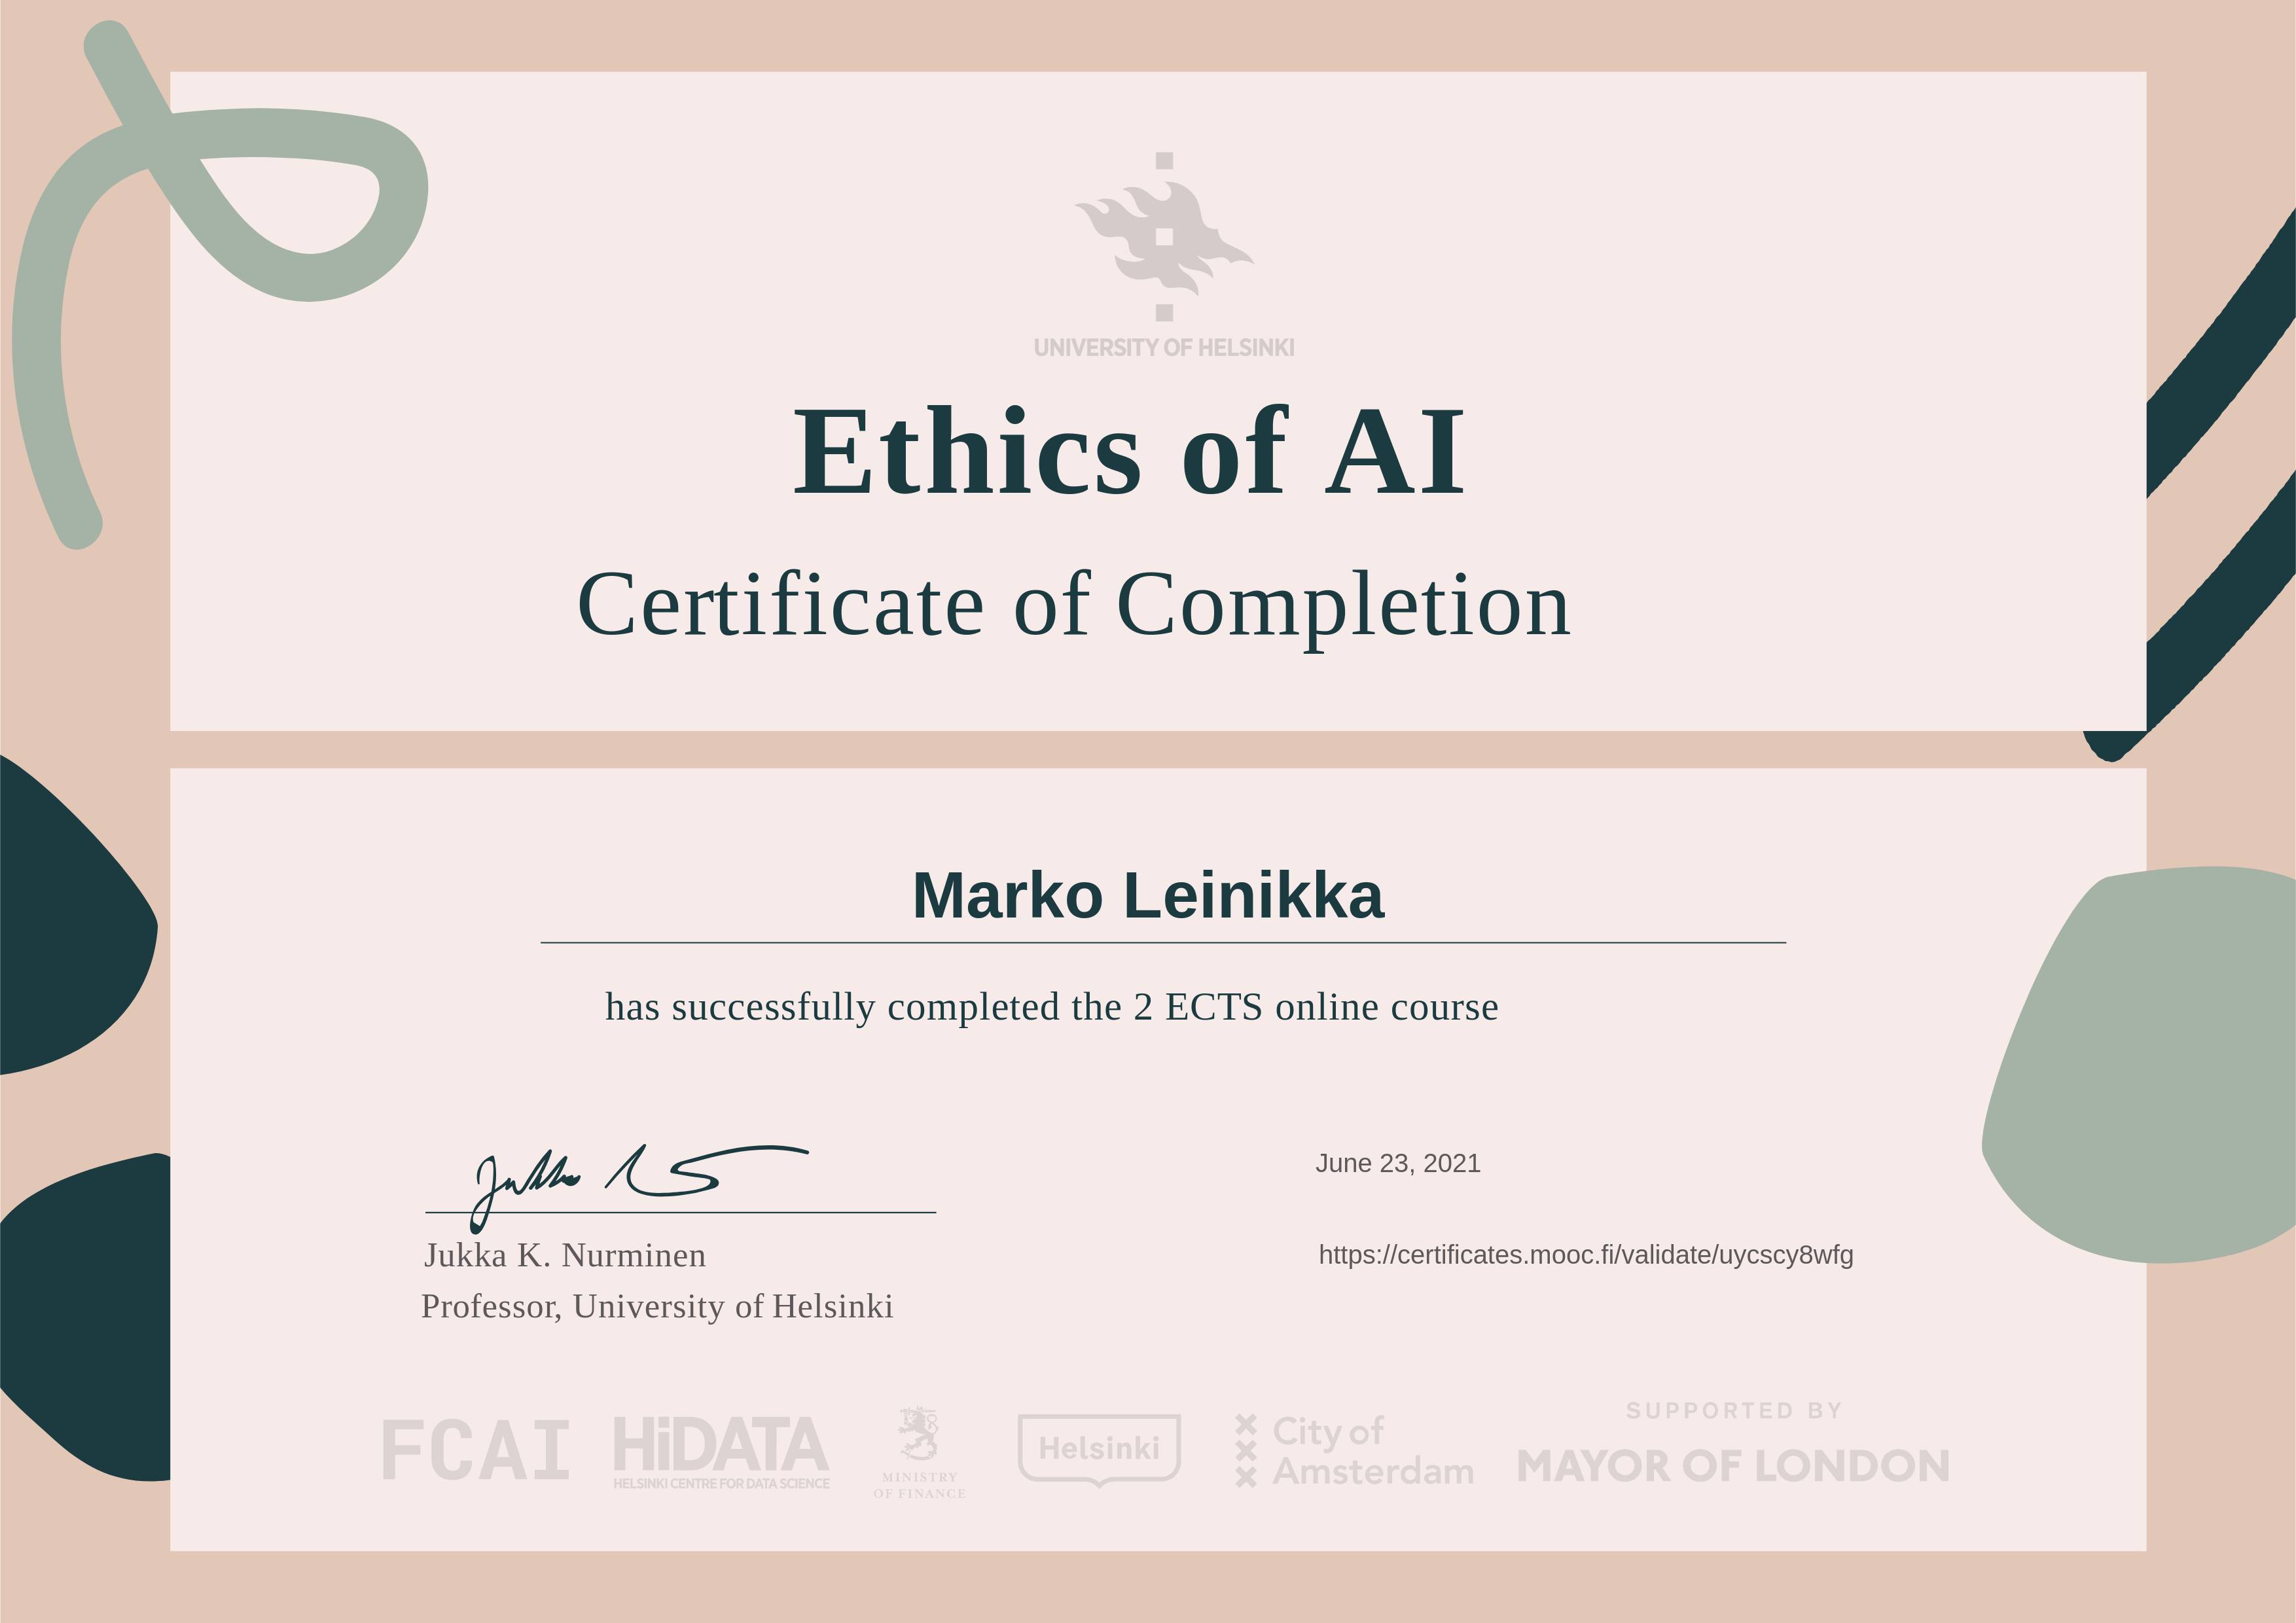 UNIVERSITY OF HELSINKI
Ethics of AI
Certificate of Completion
Marko Leinikka
has successfully completed the 2 ECTS online course
June 23, 2021
Jukka K. Nurminen
https://certificates.mooc.fi/validate/uycscy8wfg
Professor, University of Helsinki
FCAI
HiDATA
HELSINKI CENTRE FOR DATA SCIENCE
MINISTRY
OF FINANCE
Helsinki
City of
Amsterdam
SUPPORTED BY
MAYOR OF LONDON